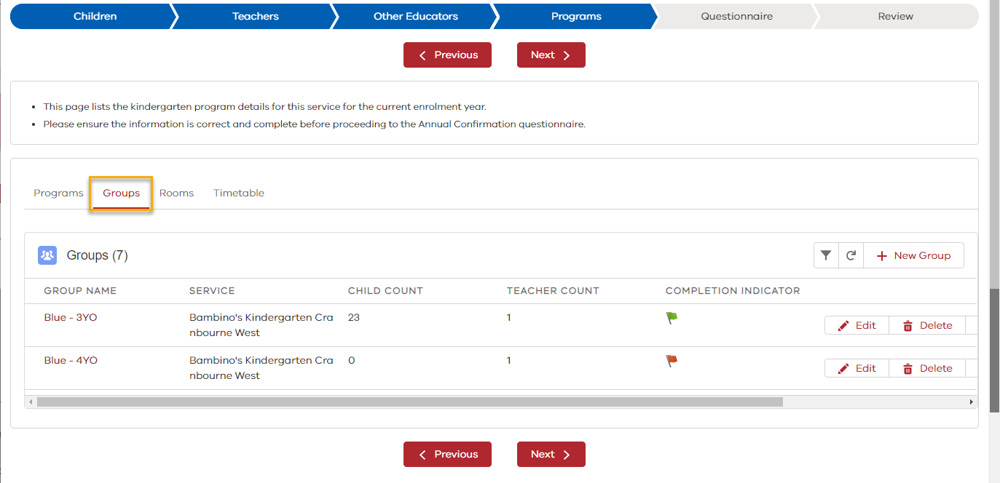 Children Teachers Other Educators Programs Questionnaire Review
Previous Next
This page lists the kindergarten program details for this service for the current enrolment year.
Please ensure the information is correct and complete before proceeding to the Annual Confirmation questionnaire.
Programs Groups Rooms Timetable
Groups (7) New Group
GROUP NAME SERVICE CHILD COUNT TEACHER COUNT COMPLETION INDICATOR
Blue - 3YO Bambino's Kindergarten Cra 23 1 Edit Delete
nbourne West
Blue - 4YO Bambino's Kindergarten Cra 0 1 Edit Delete
nbourne West
Previous Next